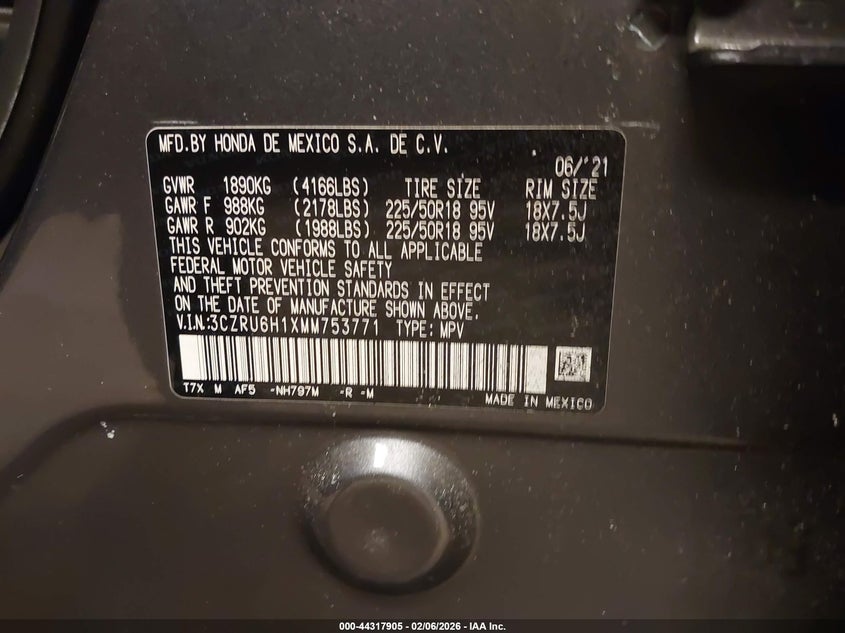 MFD.BY HONDA DE MEXICO S.A. DE C.V.
06/'21
GVWR 1890KG (4166LBS) TIRE SIZE RIM SIZE
GAWR F 988KG (2178LBS) 225/50R18 95V 18X7.5J
GAWR R 902KG (1988LBS) 225/50R18 95V 18X7.5J
THIS VEHICLE CONFORMS TO ALL APPLICABLE
FEDERAL MOTOR VEHICLE SAFETY
AND THEFT PREVENTION STANDARDS IN EFFECT
ON THE DATE OF MANUFACTURE SHOWN ABOVE.
V.I.N:3CZRU6H1XMM753771 TYPE: MPV
T7X M AF5 -NH797M -R -M
MADE IN MEXICO
000-44317905 - 02/06/2026 - IAA Inc.